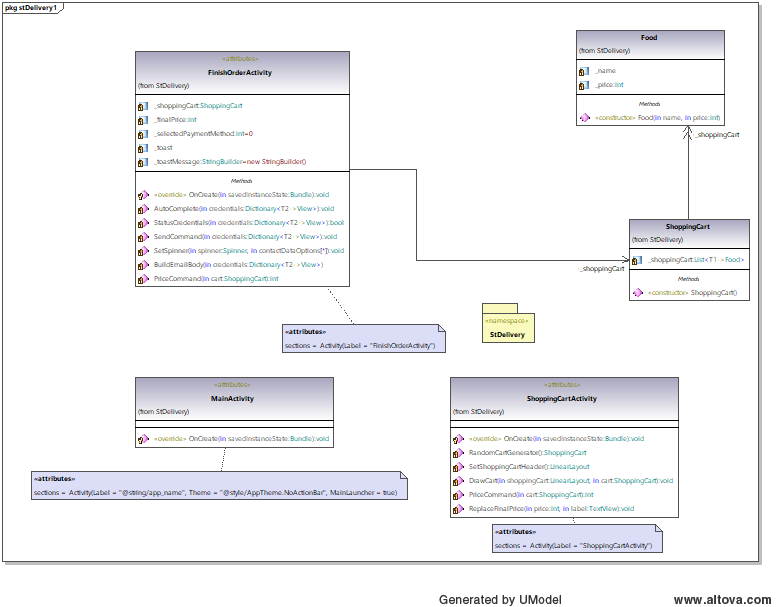 pkg stDelivery1
«attributes»
FinishOrderActivity
(from StDelivery)
_shoppingCart:ShoppingCart
_finalPrice:int
_selectedPaymentMethod:int=0
_toast
_toastMessage:StringBuilder=new StringBuilder()
Methods
«override» OnCreate(in savedInstanceState:Bundle):void
AutoComplete(in credentials:Dictionary<T2->View>):void
StatusCredentials(in credentials:Dictionary<T2->View>):bool
SendCommand(in credentials:Dictionary<T2->View>):void
SetSpinner(in spinner:Spinner, in contactDataOptions[*]):void
BuildEmailBody(in credentials:Dictionary<T2->View>)
PriceCommand(in cart:ShoppingCart):int
«attributes»
sections = Activity(Label = "FinishOrderActivity")
Food
(from StDelivery)
_name
_price:int
Methods
«constructor» Food(in name, in price:int)
_shoppingCart
ShoppingCart
(from StDelivery)
_shoppingCart:List<T1->Food>
Methods
«constructor» ShoppingCart()
_shoppingCart
«namespace»
StDelivery
«attributes»
MainActivity
(from StDelivery)
«override» OnCreate(in savedInstanceState:Bundle):void
«attributes»
sections = Activity(Label = "@string/app_name", Theme = "@style/AppTheme.NoActionBar", MainLauncher = true)
«attributes»
ShoppingCartActivity
(from StDelivery)
«override» OnCreate(in savedInstanceState:Bundle):void
RandomCartGenerator():ShoppingCart
SetShoppingCartHeader():LinearLayout
DrawCart(in shoppingCart:LinearLayout, in cart:ShoppingCart):void
PriceCommand(in cart:ShoppingCart):int
ReplaceFinalPrice(in price:int, in label:TextView):void
«attributes»
sections = Activity(Label = "ShoppingCartActivity")
Generated by UModel
www.altova.com